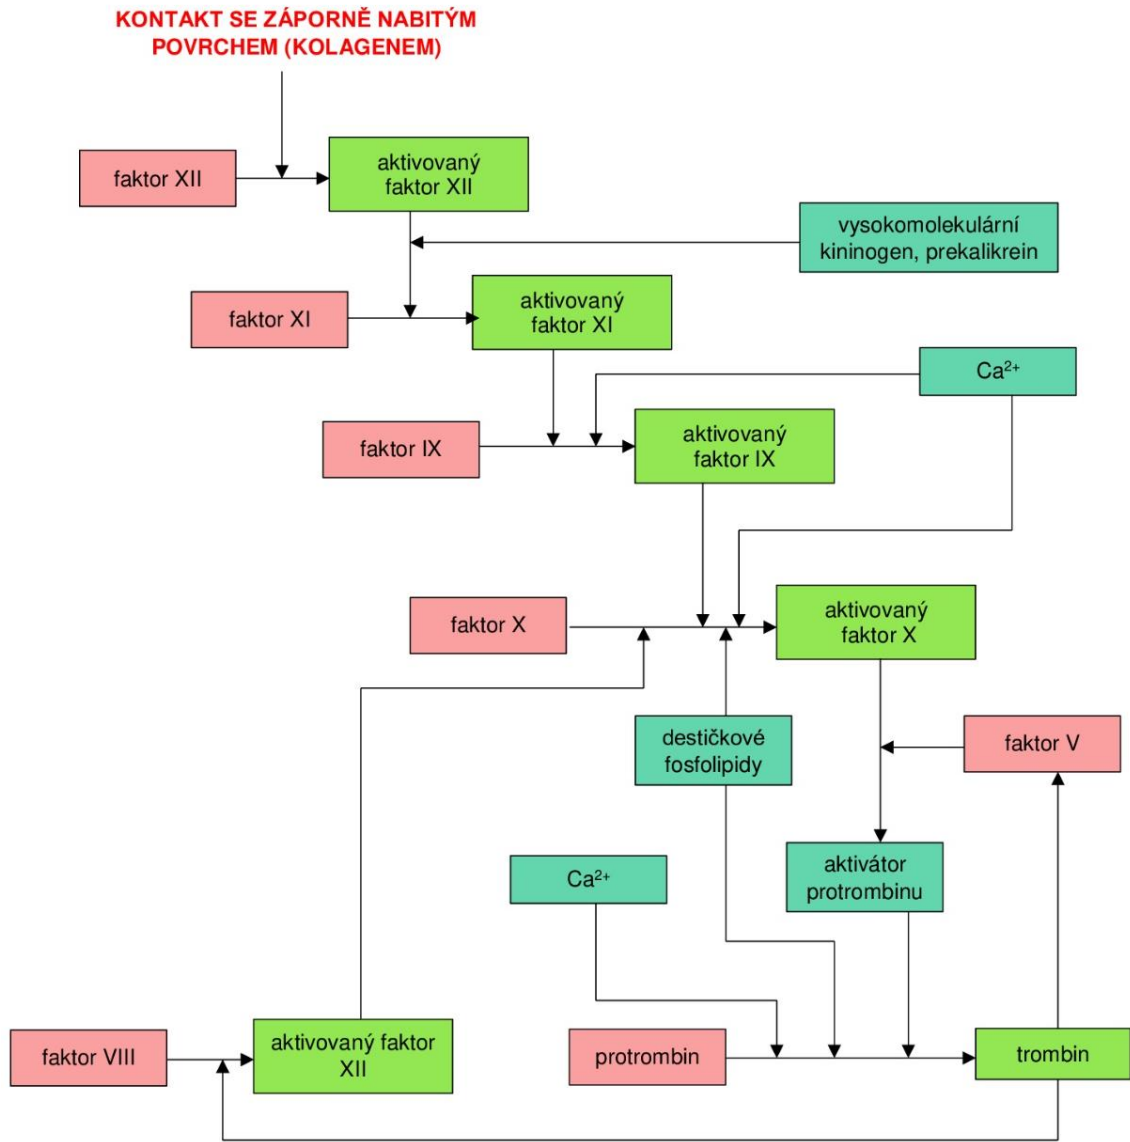 KONTAKT SE ZÁPORNĚ NABITÝM
POVRCHEM (KOLAGENEM)
faktor XII
aktivovaný
faktor XII
vysokomolekulární
kininogen, prekalikrein
faktor XI
aktivovaný
faktor XI
Ca²⁺
faktor IX
aktivovaný
faktor IX
faktor X
aktivovaný
faktor X
destičkové
fosfolipidy
faktor V
Ca²⁺
aktivátor
protrombinu
faktor VIII
aktivovaný faktor
XII
protrombin
trombin